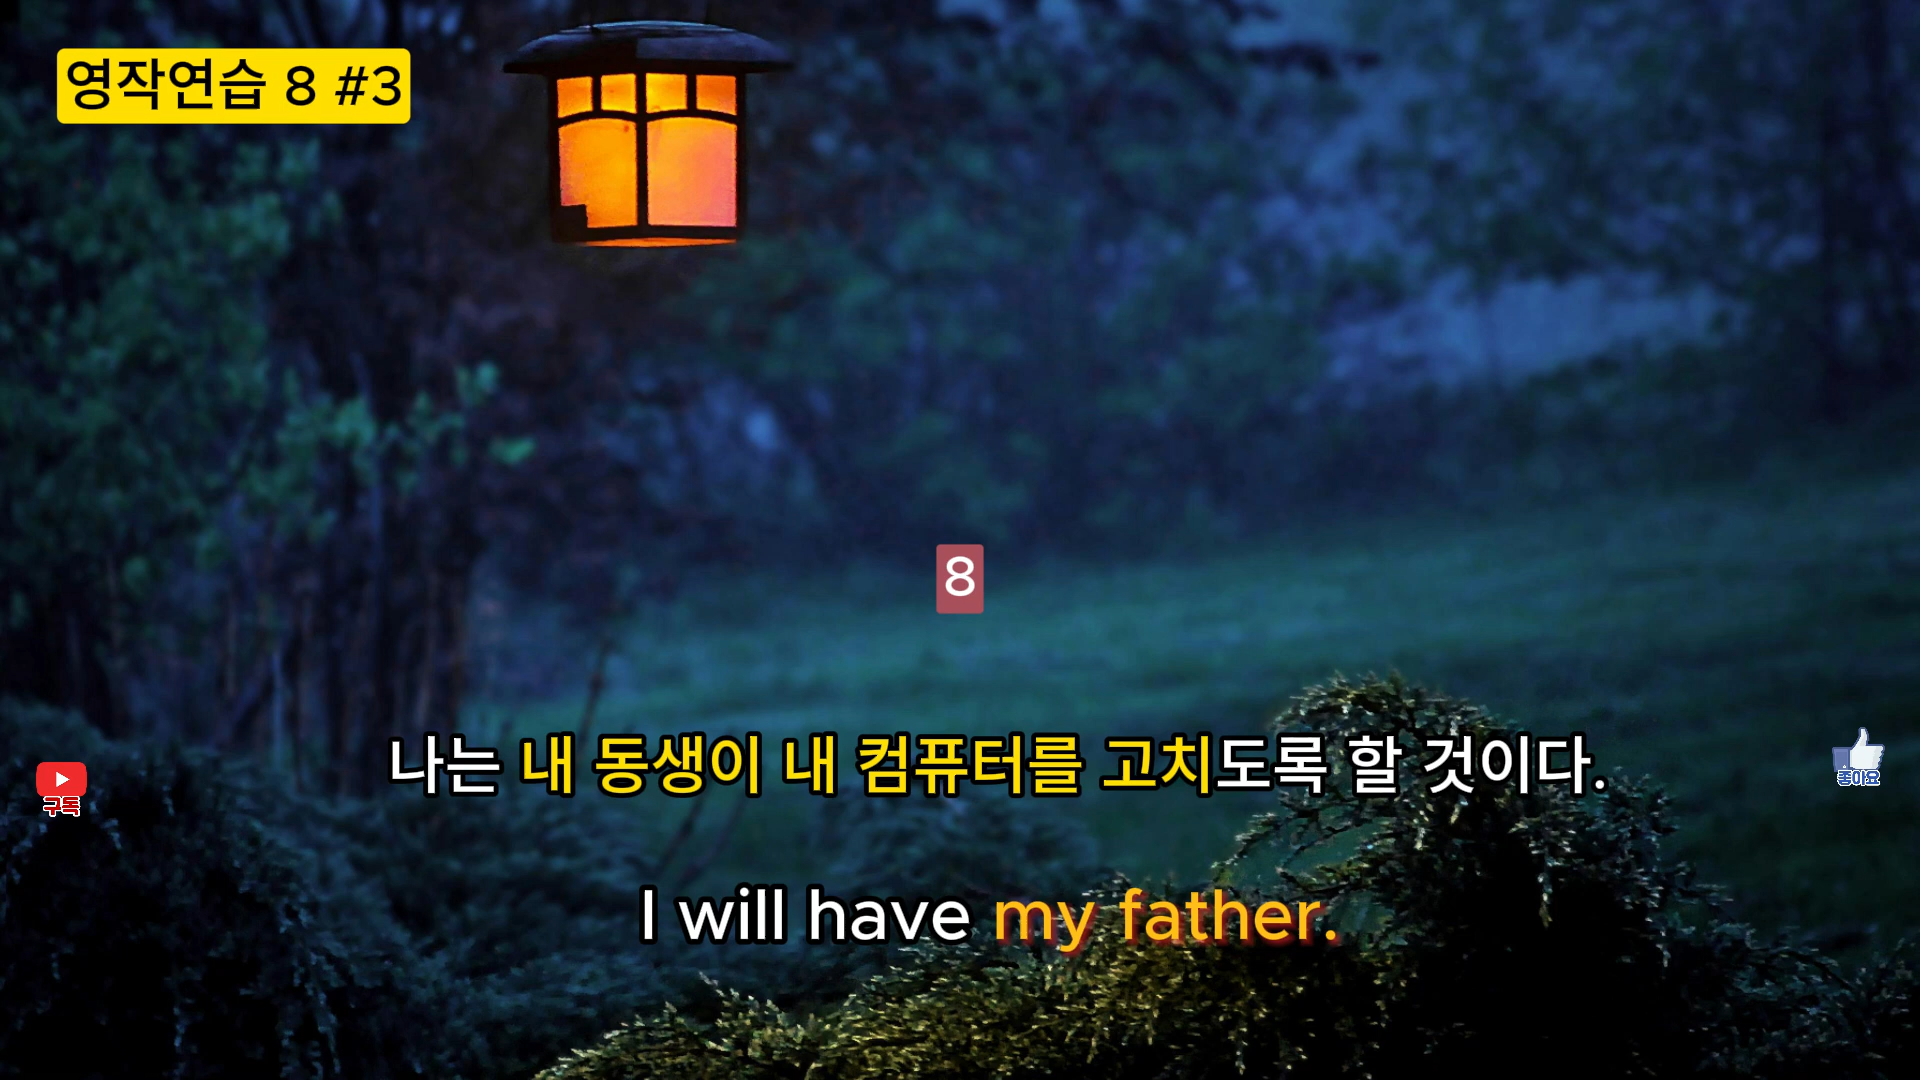 영작연습 8 #3
8
나는 내 동생이 내 컴퓨터를 고치도록 할 것이다.
구독
좋아요
I will have my father.